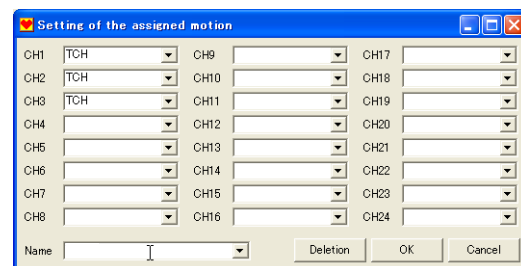 Setting of the assigned motion
CH1 TCH CH9 CH17
CH2 TCH CH10 CH18
CH3 TCH CH11 CH19
CH4 CH12 CH20
CH5 CH13 CH21
CH6 CH14 CH22
CH7 CH15 CH23
CH8 CH16 CH24
Name Deletion OK Cancel